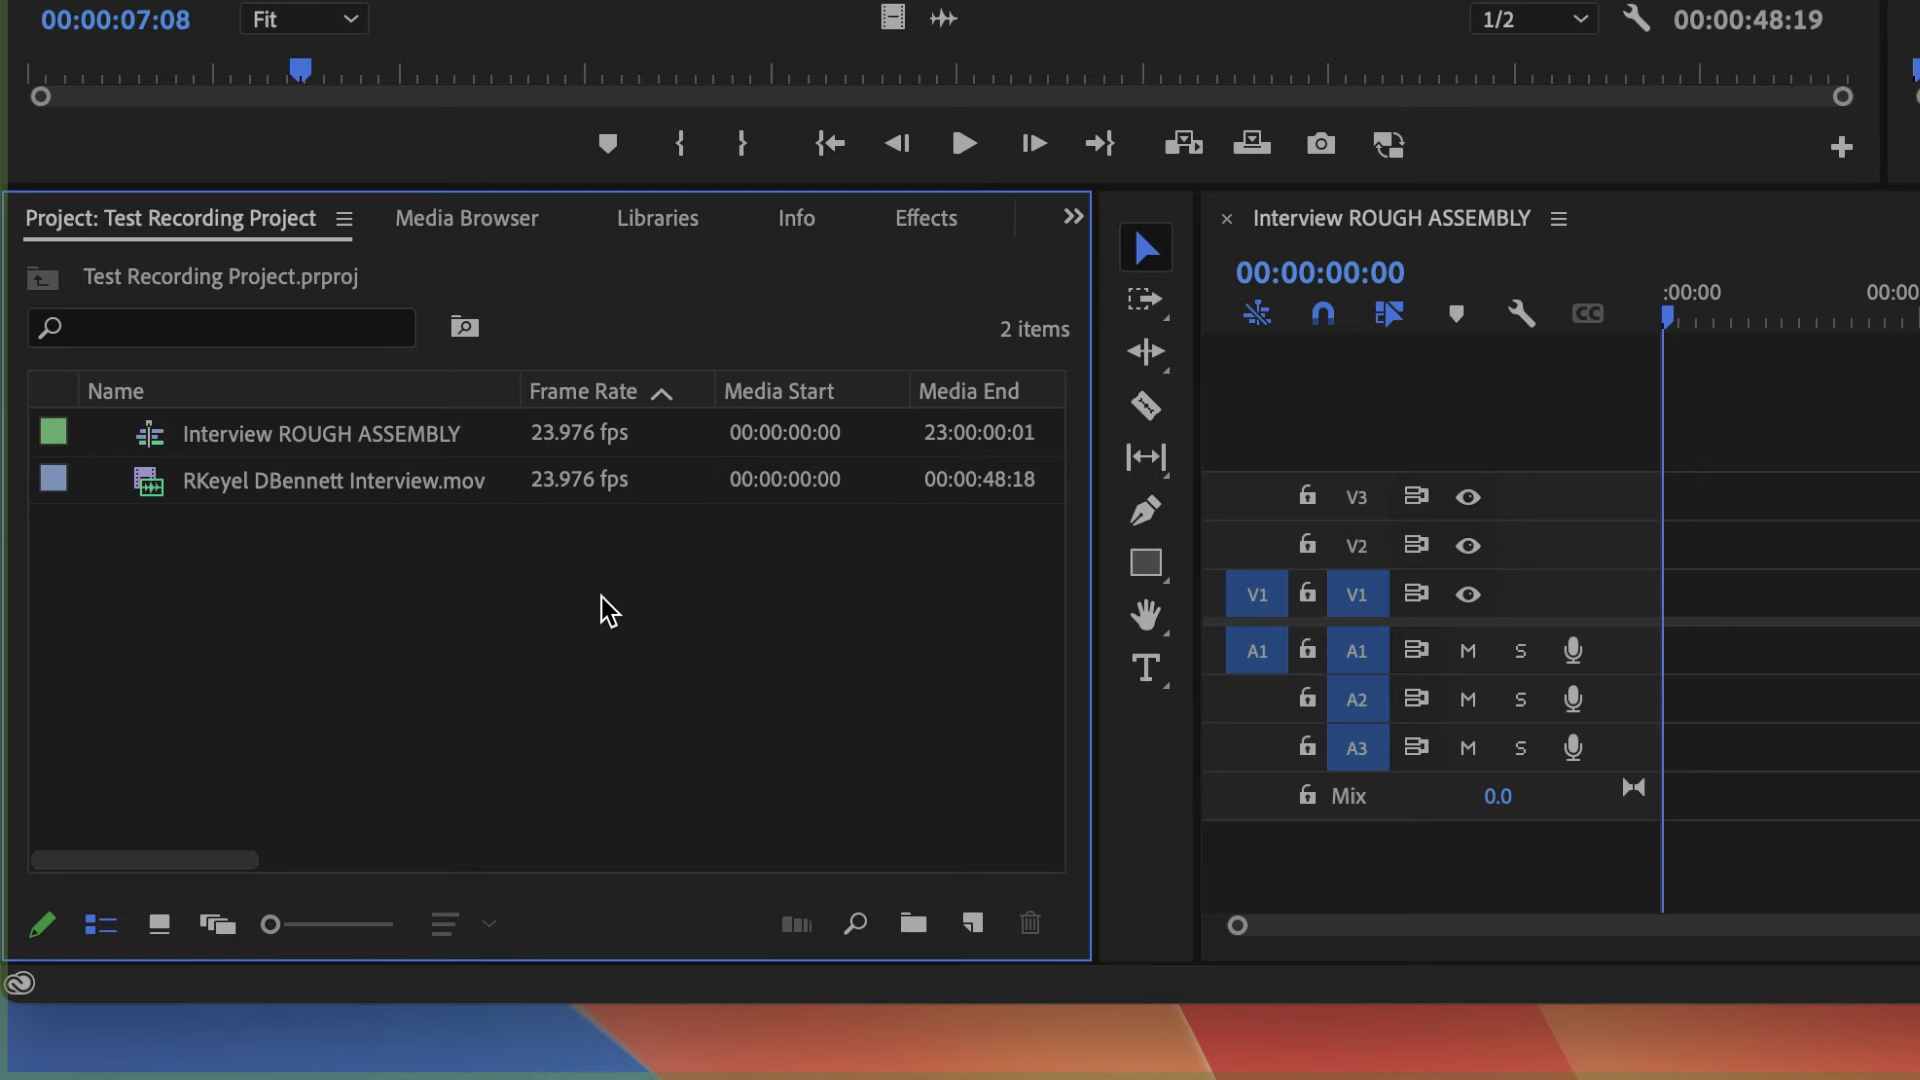 00:00:07:08 Fit 1/2 00:00:48:19
Project: Test Recording Project Media Browser Libraries Info Effects
Test Recording Project.prproj
2 items
Name Frame Rate Media Start Media End
Interview ROUGH ASSEMBLY 23.976 fps 00:00:00:00 23:00:00:01
RKeyel DBennett Interview.mov 23.976 fps 00:00:00:00 00:00:48:18
T
× Interview ROUGH ASSEMBLY
00:00:00:00
:00:00 00:00
CC
V3
V2
V1 V1
A1 A1 M S
A2 M S
A3 M S
Mix 0.0